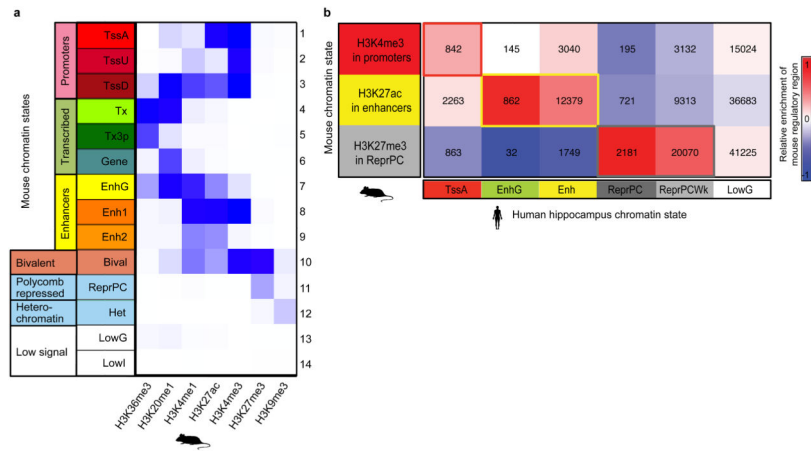 a
Mouse chromatin states
Promoters
TssA
1
TssU
2
TssD
3
Transcribed
Tx
4
Tx3p
5
Gene
6
Enhancers
EnhG
7
Enh1
8
Enh2
9
Bivalent
Bival
10
Polycomb
repressed
ReprPC
11
Hetero-
chromatin
Het
12
Low signal
LowG
13
LowI
14
H3K36me3
H3K20me1
H3K4me1
H3K27ac
H3K4me3
H3K27me3
H3K9me3
b
Mouse chromatin state
H3K4me3
in promoters
842 145 3040 195 3132 15024
H3K27ac
in enhancers
2263 862 12379 721 9313 36683
H3K27me3
in ReprPC
863 32 1749 2181 20070 41225
TssA EnhG Enh ReprPC ReprPCWk LowG
Human hippocampus chromatin state
Relative enrichment of
mouse regulatory region
1
-1